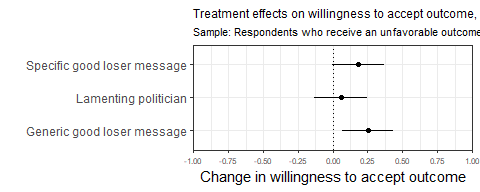 Treatment effects on willingness to accept outcome,
Sample: Respondents who receive an unfavorable outcome
Specific good loser message
Lamenting politician
Generic good loser message
-1.00 -0.75 -0.50 -0.25 0.00 0.25 0.50 0.75 1.00
Change in willingness to accept outcome